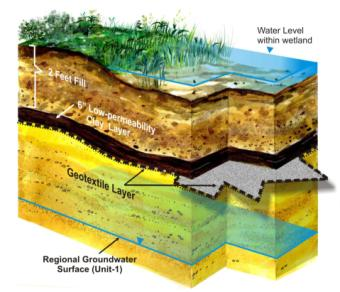 Water Level
within wetland
2 Feet Fill
6" Low-permeability
Clay Layer
Geotextile Layer
Regional Groundwater
Surface (Unit-1)